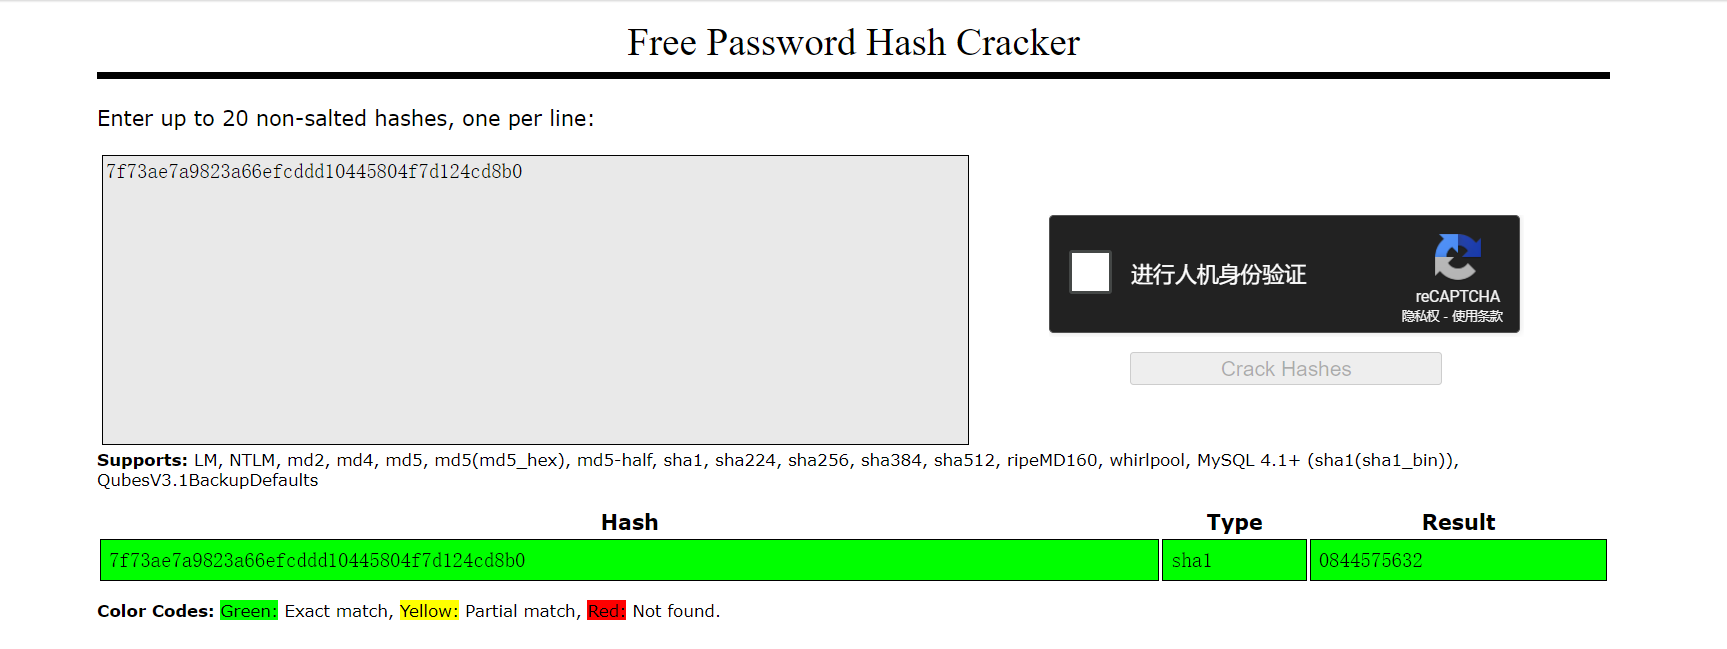 Free Password Hash Cracker
Enter up to 20 non-salted hashes, one per line:
7f73ae7a9823a66efcddd10445804f7d124cd8b0
进行人机身份验证
reCAPTCHA
隐私权 - 使用条款
Crack Hashes
Supports: LM, NTLM, md2, md4, md5, md5(md5_hex), md5-half, sha1, sha224, sha256, sha384, sha512, ripeMD160, whirlpool, MySQL 4.1+ (sha1(sha1_bin)),
QubesV3.1BackupDefaults
Hash Type Result
7f73ae7a9823a66efcddd10445804f7d124cd8b0 sha1 0844575632
Color Codes: Green: Exact match, Yellow: Partial match, Red: Not found.